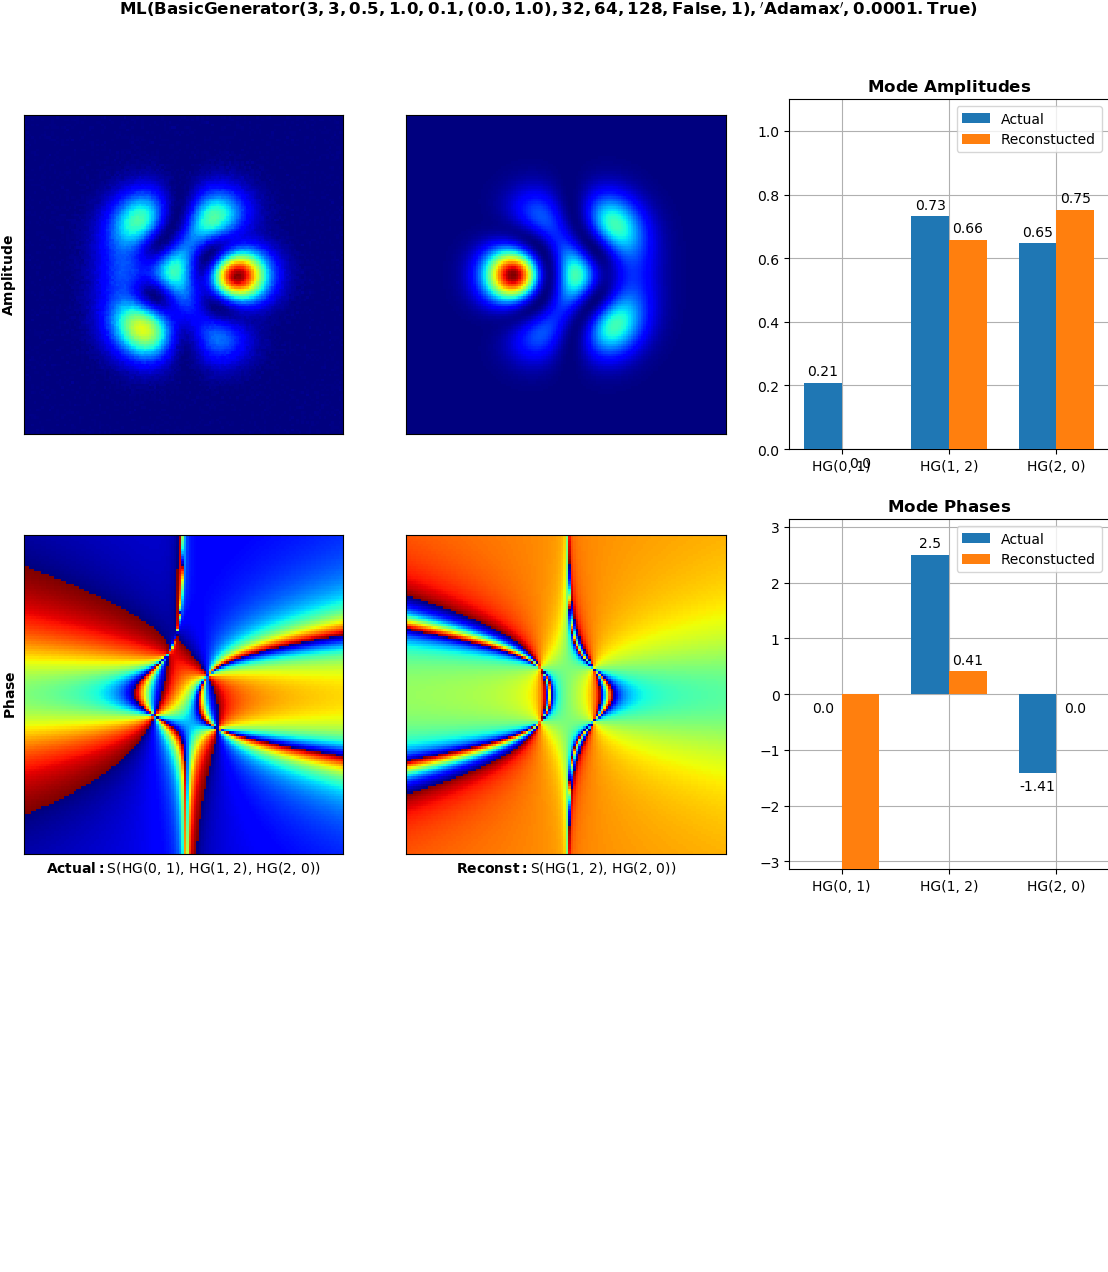 ML(BasicGenerator(3, 3, 0.5, 1.0, 0.1, (0.0, 1.0), 32, 64, 128, False, 1), ′Adamax′, 0.0001. True)
Mode Amplitudes
Actual
Reconstucted
1.0
0.8
0.6
0.4
0.2
0.0
0.21
0.0
0.73
0.66
0.65
0.75
HG(0, 1)
HG(1, 2)
HG(2, 0)
Amplitude
Mode Phases
Actual
Reconstucted
3
2
1
0
−1
−2
−3
0.0
2.5
0.41
-1.41
0.0
HG(0, 1)
HG(1, 2)
HG(2, 0)
Phase
Actual: S(HG(0, 1), HG(1, 2), HG(2, 0))
Reconst: S(HG(1, 2), HG(2, 0))